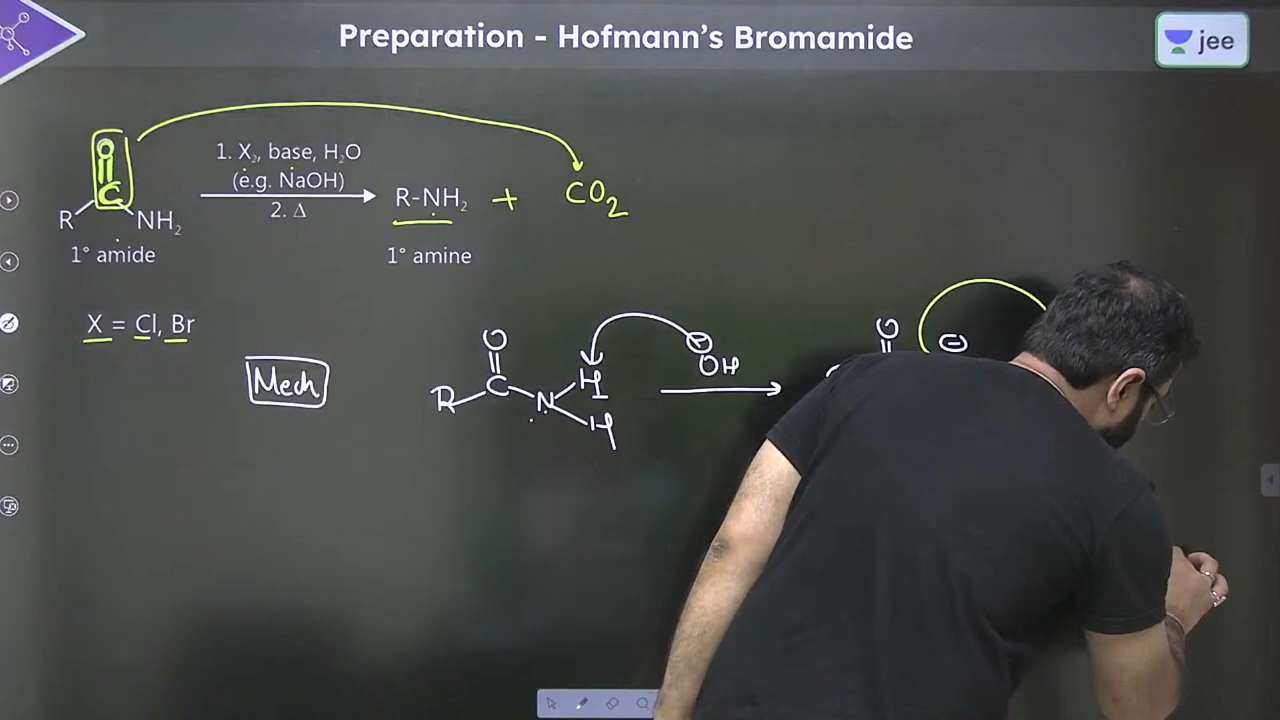 Preparation - Hofmann's Bromamide
jee
O
C
R
NH₂
1° amide
1. X₂, base, H₂O
(e.g. NaOH)
2. Δ
R-NH₂ + CO₂
1° amine
X = Cl, Br
Mech
O
R C N H
H
⊖
OH
O ⊖